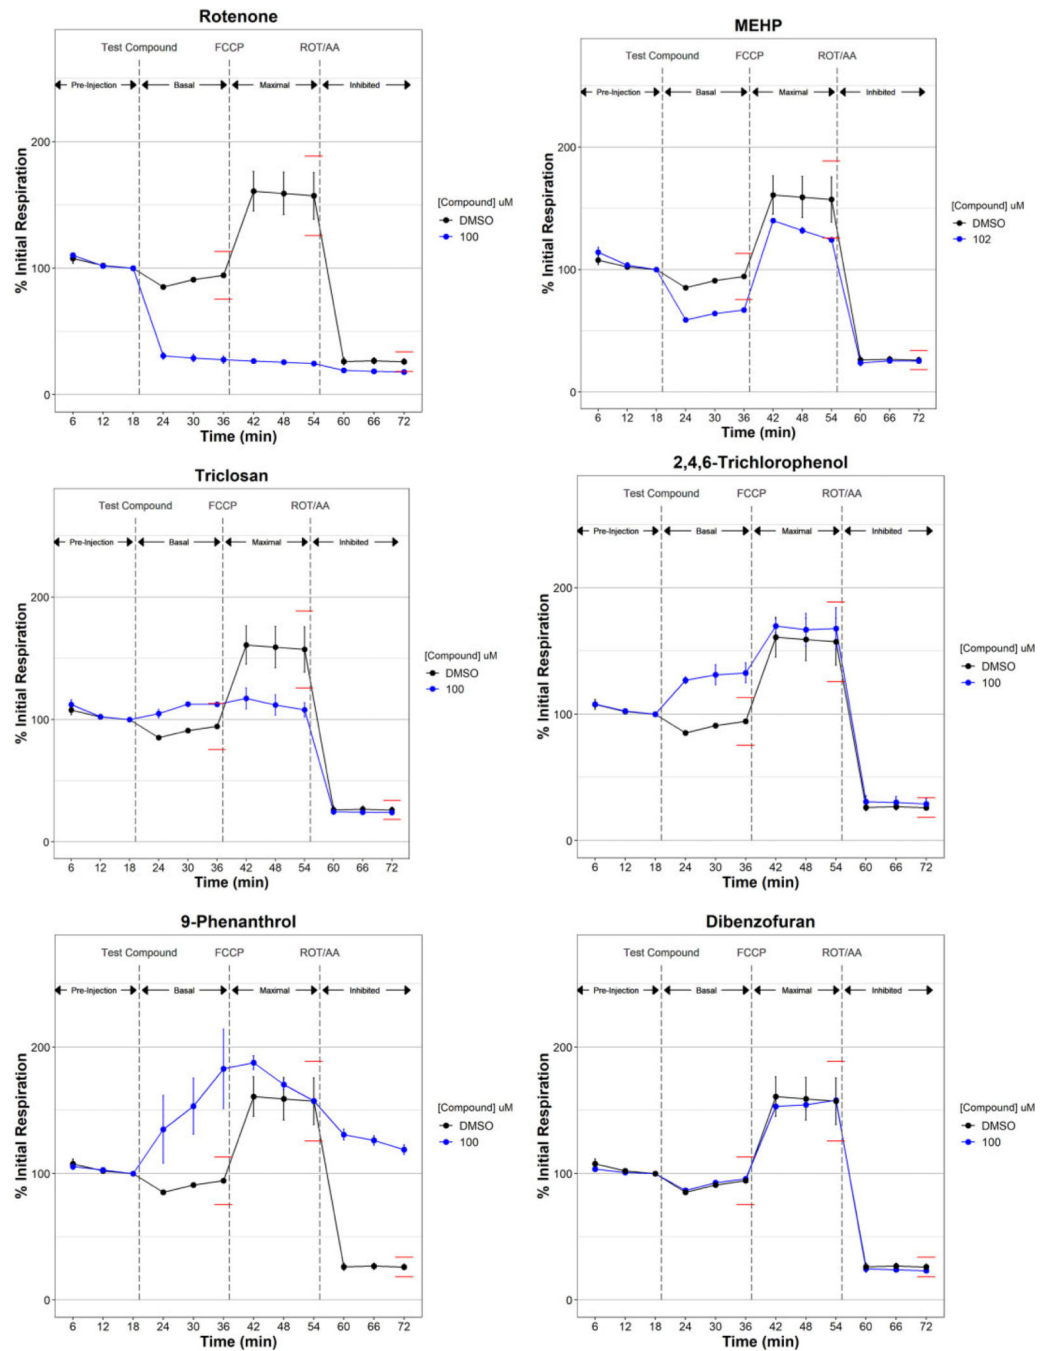 Rotenone
Test Compound FCCP ROT/AA
Pre-Injection Basal Maximal Inhibited
% Initial Respiration
200
100
0
6 12 18 24 30 36 42 48 54 60 66 72
Time (min)
[Compound] uM
DMSO
100
MEHP
Test Compound FCCP ROT/AA
Pre-Injection Basal Maximal Inhibited
% Initial Respiration
200
100
0
6 12 18 24 30 36 42 48 54 60 66 72
Time (min)
[Compound] uM
DMSO
102
Triclosan
Test Compound FCCP ROT/AA
Pre-Injection Basal Maximal Inhibited
% Initial Respiration
200
100
0
6 12 18 24 30 36 42 48 54 60 66 72
Time (min)
[Compound] uM
DMSO
100
2,4,6-Trichlorophenol
Test Compound FCCP ROT/AA
Pre-Injection Basal Maximal Inhibited
% Initial Respiration
200
100
0
6 12 18 24 30 36 42 48 54 60 66 72
Time (min)
[Compound] uM
DMSO
100
9-Phenanthrol
Test Compound FCCP ROT/AA
Pre-Injection Basal Maximal Inhibited
% Initial Respiration
200
100
0
6 12 18 24 30 36 42 48 54 60 66 72
Time (min)
[Compound] uM
DMSO
100
Dibenzofuran
Test Compound FCCP ROT/AA
Pre-Injection Basal Maximal Inhibited
% Initial Respiration
200
100
0
6 12 18 24 30 36 42 48 54 60 66 72
Time (min)
[Compound] uM
DMSO
100